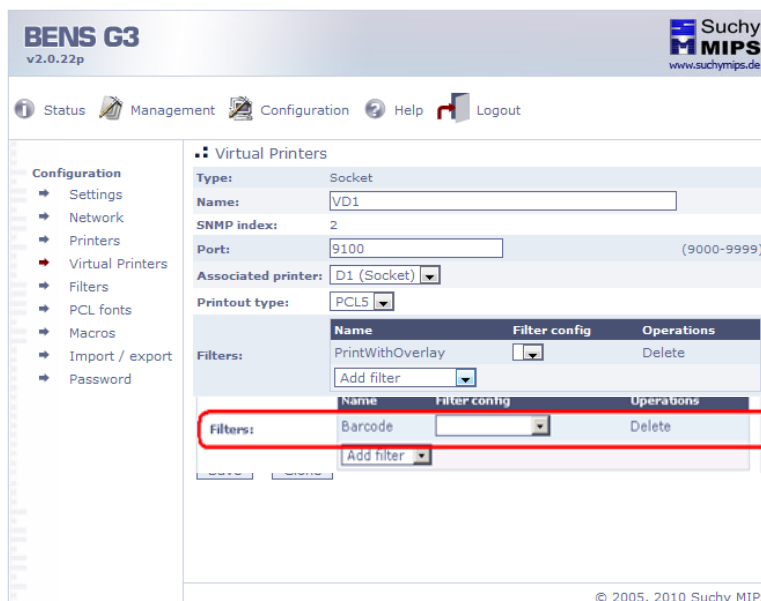 BENS G3
v2.0.22p
Suchy
MIPS
www.suchymips.de
Status Management Configuration Help Logout
Configuration
Settings
Network
Printers
Virtual Printers
Filters
PCL fonts
Macros
Import / export
Password
Virtual Printers
Type: Socket
Name: VD1
SNMP index: 2
Port: 9100 (9000-9999)
Associated printer: D1 (Socket)
Printout type: PCL5
Name Filter config Operations
Filters: PrintWithOverlay Delete
Add filter
Name Filter config Operations
Filters: Barcode Delete
Add filter
Save Clone
© 2005, 2010 Suchy MIPS